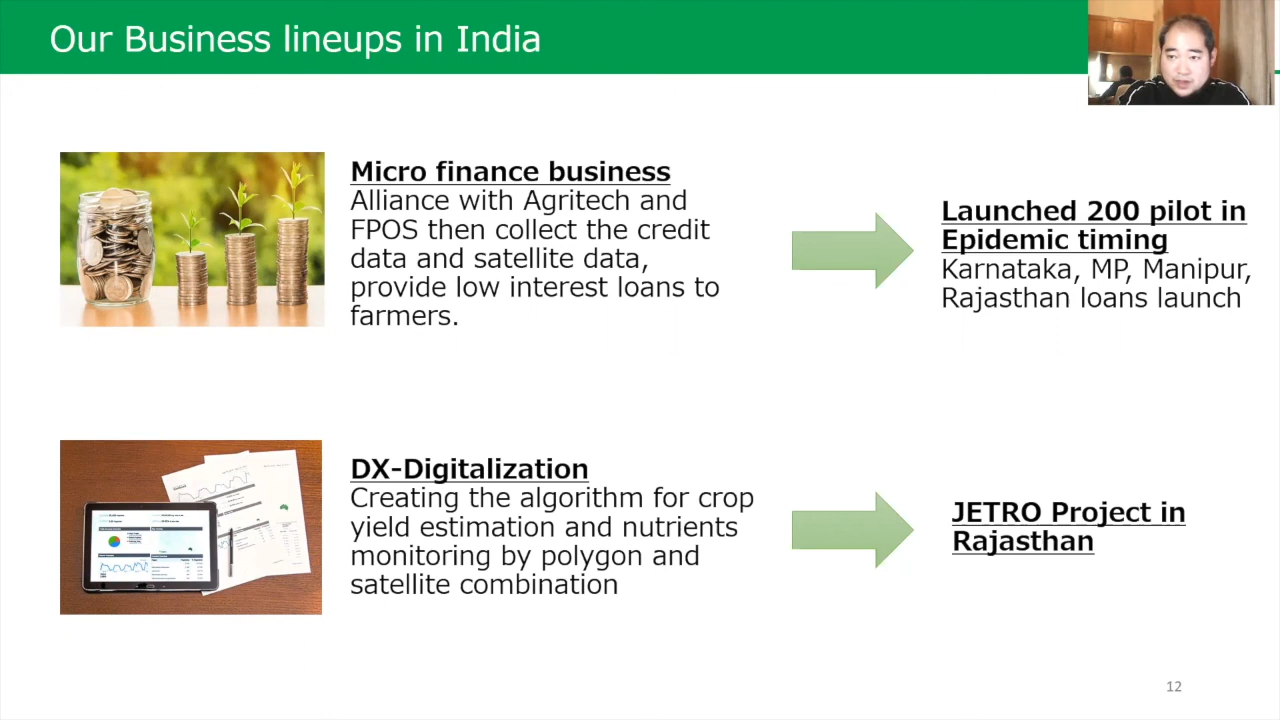 Our Business lineups in India
Micro finance business
Alliance with Agritech and
FPOS then collect the credit
data and satellite data,
provide low interest loans to
farmers.
Launched 200 pilot in
Epidemic timing
Karnataka, MP, Manipur,
Rajasthan loans launch
DX-Digitalization
Creating the algorithm for crop
yield estimation and nutrients
monitoring by polygon and
satellite combination
JETRO Project in
Rajasthan
12